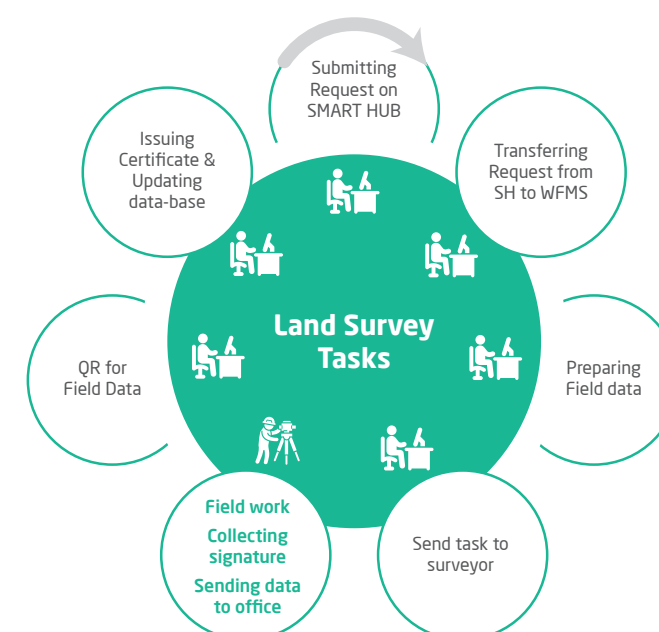 Submitting
Request on
SMART HUB
Transferring
Request from
SH to WFMS
Preparing
Field data
Send task to
surveyor
Field work
Collecting
signature
Sending data
to office
QR for
Field Data
Issuing
Certificate &
Updating
data-base
Land Survey
Tasks